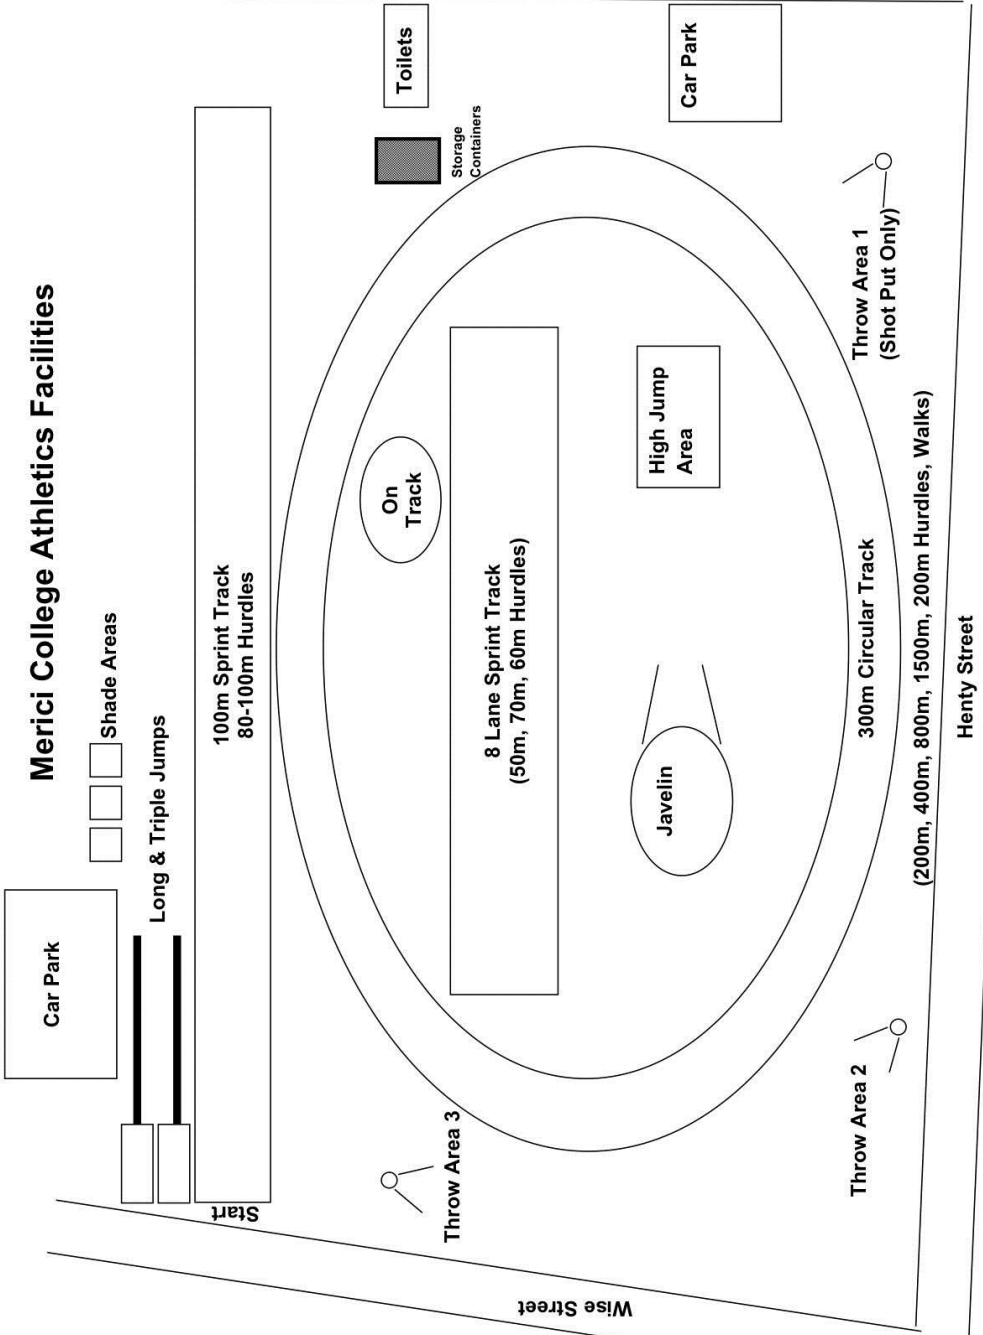 Merici College Athletics Facilities
Car Park
Shade Areas
Long & Triple Jumps
100m Sprint Track
80-100m Hurdles
Start
Toilets
Storage
Containers
Car Park
On
Track
8 Lane Sprint Track
(50m, 70m, 60m Hurdles)
High Jump
Area
Javelin
Throw Area 3
Throw Area 2
Throw Area 1
(Shot Put Only)
300m Circular Track
(200m, 400m, 800m, 1500m, 200m Hurdles, Walks)
Wise Street
Henty Street